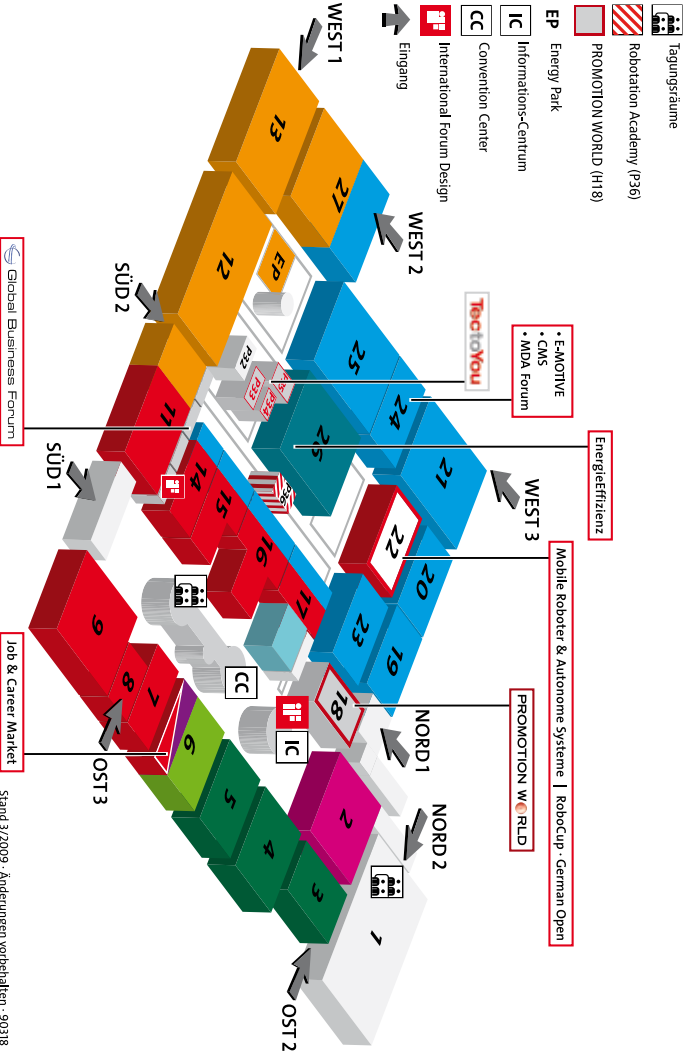 Tagungsräume
Robotation Academy (P36)
PROMOTION WORLD (H18)
EP Energy Park
IC Informations-Centrum
CC Convention Center
International Forum Design
Eingang
• E-MOTIVE
• CMS
• MDA Forum
TectoYou
EnergieEffizienz
Mobile Roboter & Autonome Systeme | RoboCup - German Open
PROMOTION WORLD
WEST 1
WEST 2
WEST 3
NORD1
NORD 2
13
27
EP
12
25
24
21
P32
P33
P34
P35
26
P36
22
20
19
23
11
14
15
16
17
18
CC
IC
9
8
7
6
5
4
3
2
1
SÜD 2
SÜD1
OST 3
OST 2
Global Business Forum
Job & Career Market
Stand 3/2009 · Änderungen vorbehalten · 90318